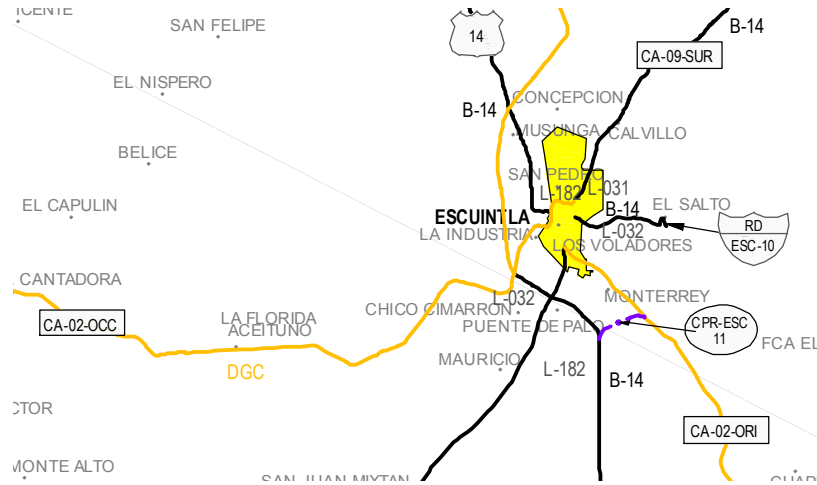 ICENTE
SAN FELIPE
14
B-14
CA-09-SUR
EL NISPERO
B-14
CONCEPCION
MUSUNGA
CALVILLO
BELICE
SAN PEDRO
L-182
L-031
EL CAPULIN
ESCUINTLA
B-14
EL SALTO
LA INDUSTRIA
L-032
LOS VOLADORES
RD
ESC-10
CANTADORA
L-032
MONTERREY
CA-02-OCC
LA FLORIDA
ACEITUNO
CHICO CIMARRON
PUENTE DE PALO
CPR-ESC
11
FCA EL
MAURICIO
L-182
DGC
B-14
CTOR
CA-02-ORI
MONTE ALTO
SAN JUAN MIXTAN